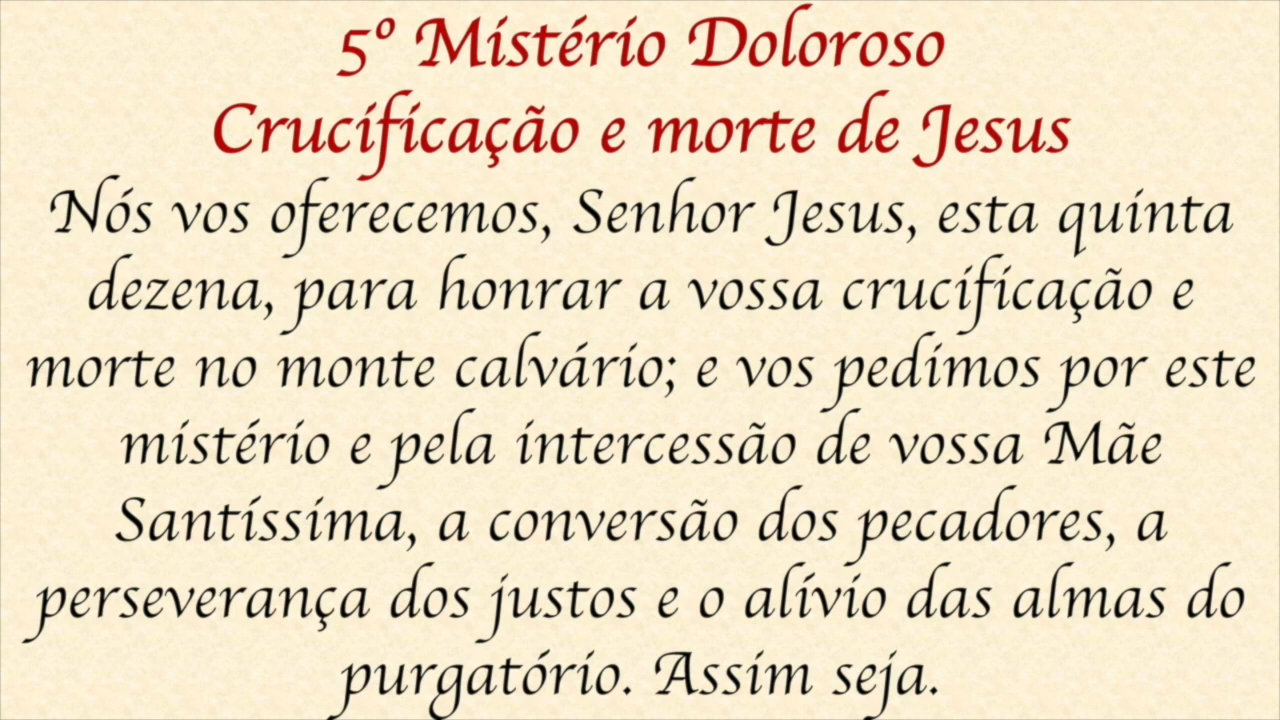 5º Mistério Doloroso
Crucificação e morte de Jesus
Nós vos oferecemos, Senhor Jesus, esta quinta
dezena, para honrar a vossa crucificação e
morte no monte calvário; e vos pedimos por este
mistério e pela intercessão de vossa Mãe
Santíssima, a conversão dos pecadores, a
perseverança dos justos e o alívio das almas do
purgatório. Assim seja.